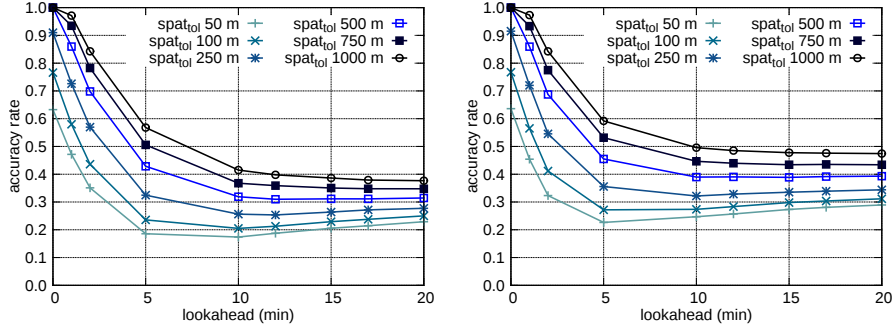 1.0
0.9
0.8
0.7
0.6
0.5
0.4
0.3
0.2
0.1
0.0
accuracy rate
0 5 10 15 20
lookahead (min)
spat_tol 50 m spat_tol 500 m
spat_tol 100 m spat_tol 750 m
spat_tol 250 m spat_tol 1000 m
1.0
0.9
0.8
0.7
0.6
0.5
0.4
0.3
0.2
0.1
0.0
accuracy rate
0 5 10 15 20
lookahead (min)
spat_tol 50 m spat_tol 500 m
spat_tol 100 m spat_tol 750 m
spat_tol 250 m spat_tol 1000 m